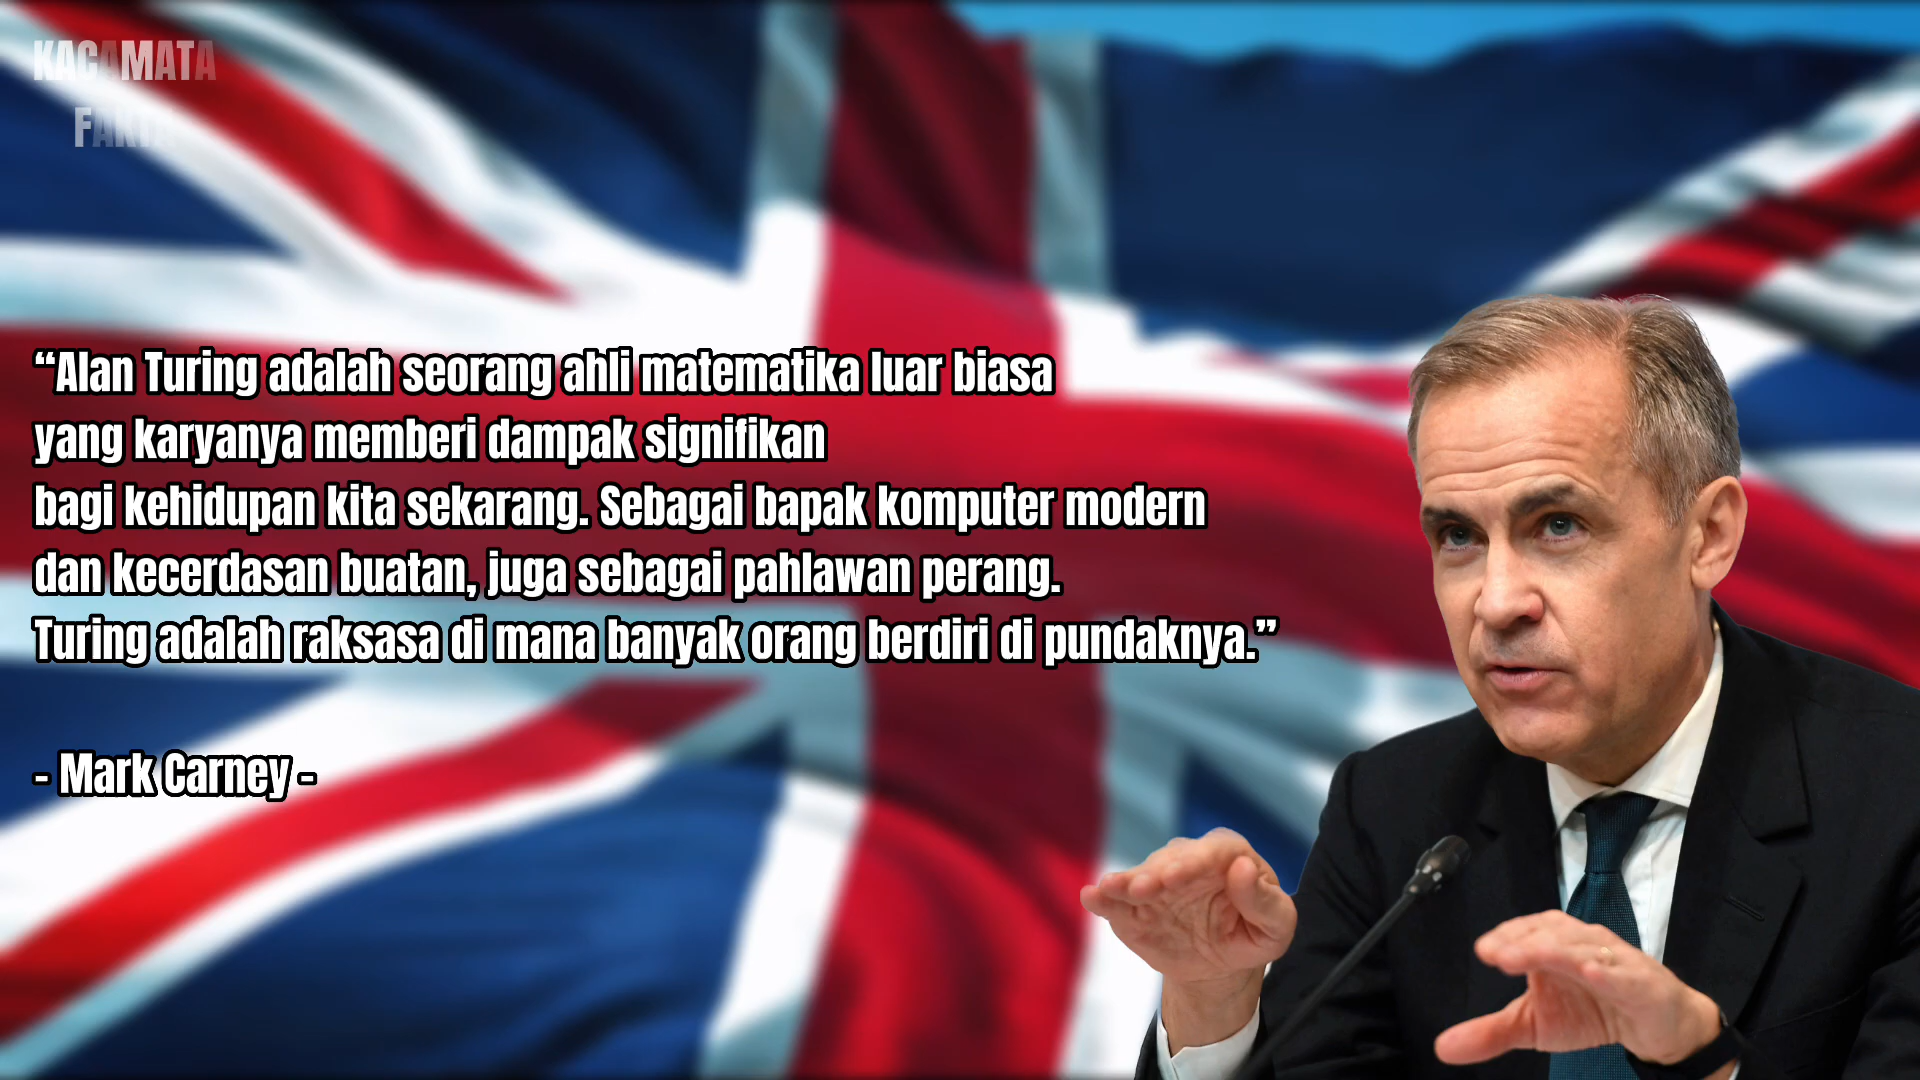 KACAMATA
FAKTA
“Alan Turing adalah seorang ahli matematika luar biasa
yang karyanya memberi dampak signifikan
bagi kehidupan kita sekarang. Sebagai bapak komputer modern
dan kecerdasan buatan, juga sebagai pahlawan perang.
Turing adalah raksasa di mana banyak orang berdiri di pundaknya.”
- Mark Carney -